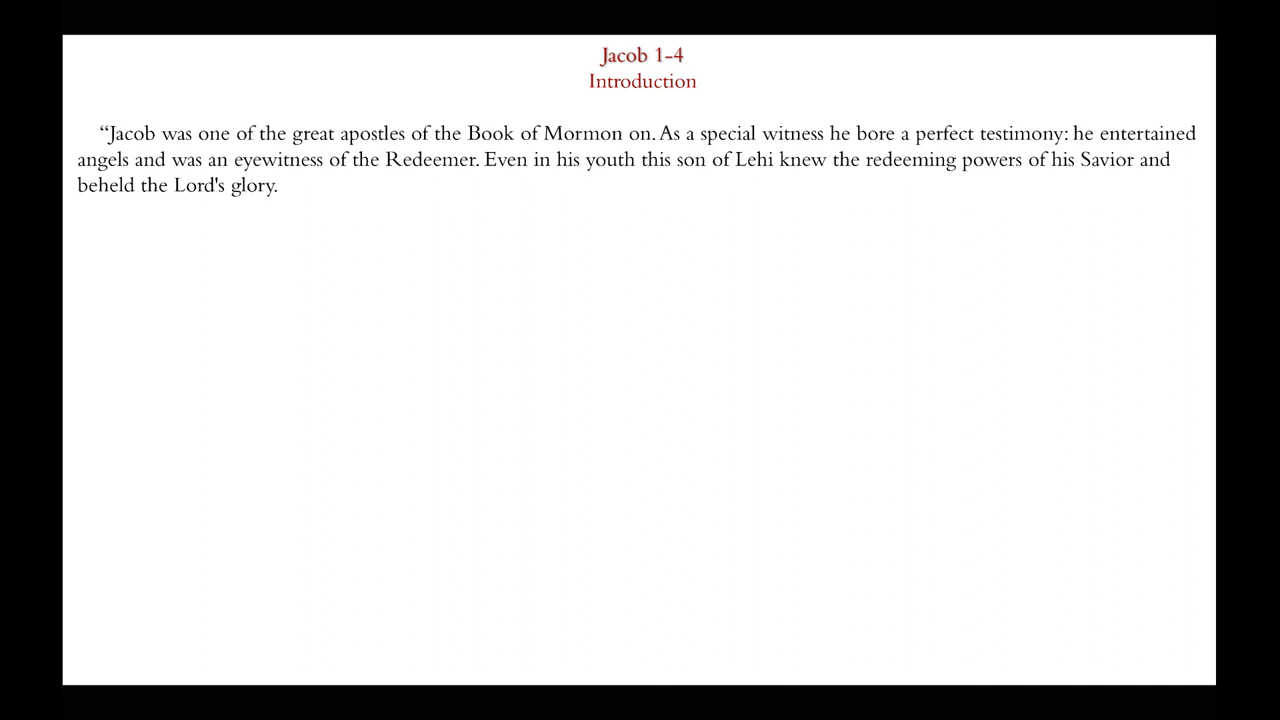 Jacob 1-4
Introduction
“Jacob was one of the great apostles of the Book of Mormon on. As a special witness he bore a perfect testimony: he entertained
angels and was an eyewitness of the Redeemer. Even in his youth this son of Lehi knew the redeeming powers of his Savior and
beheld the Lord's glory.